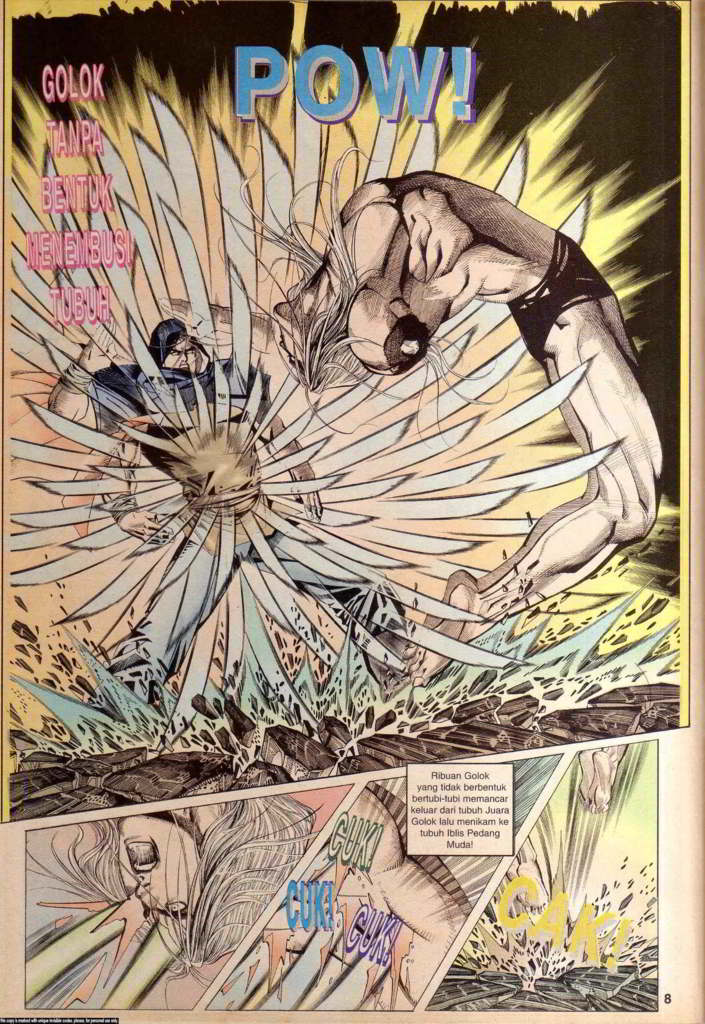 POW!
GOLOK
TANPA
BENTUK
MENEMBUS!
TUBUH
Ribuan Golok
yang tidak berbentuk
bertubi-tubi memancar
keluar dari tubuh Juara
Golok lalu menikam ke
tubuh Iblis Pedang
Muda!
CUK!
CUK!
CUK!
CAK!
8
this copy is marked with unique invisible codes. please, for personal use only